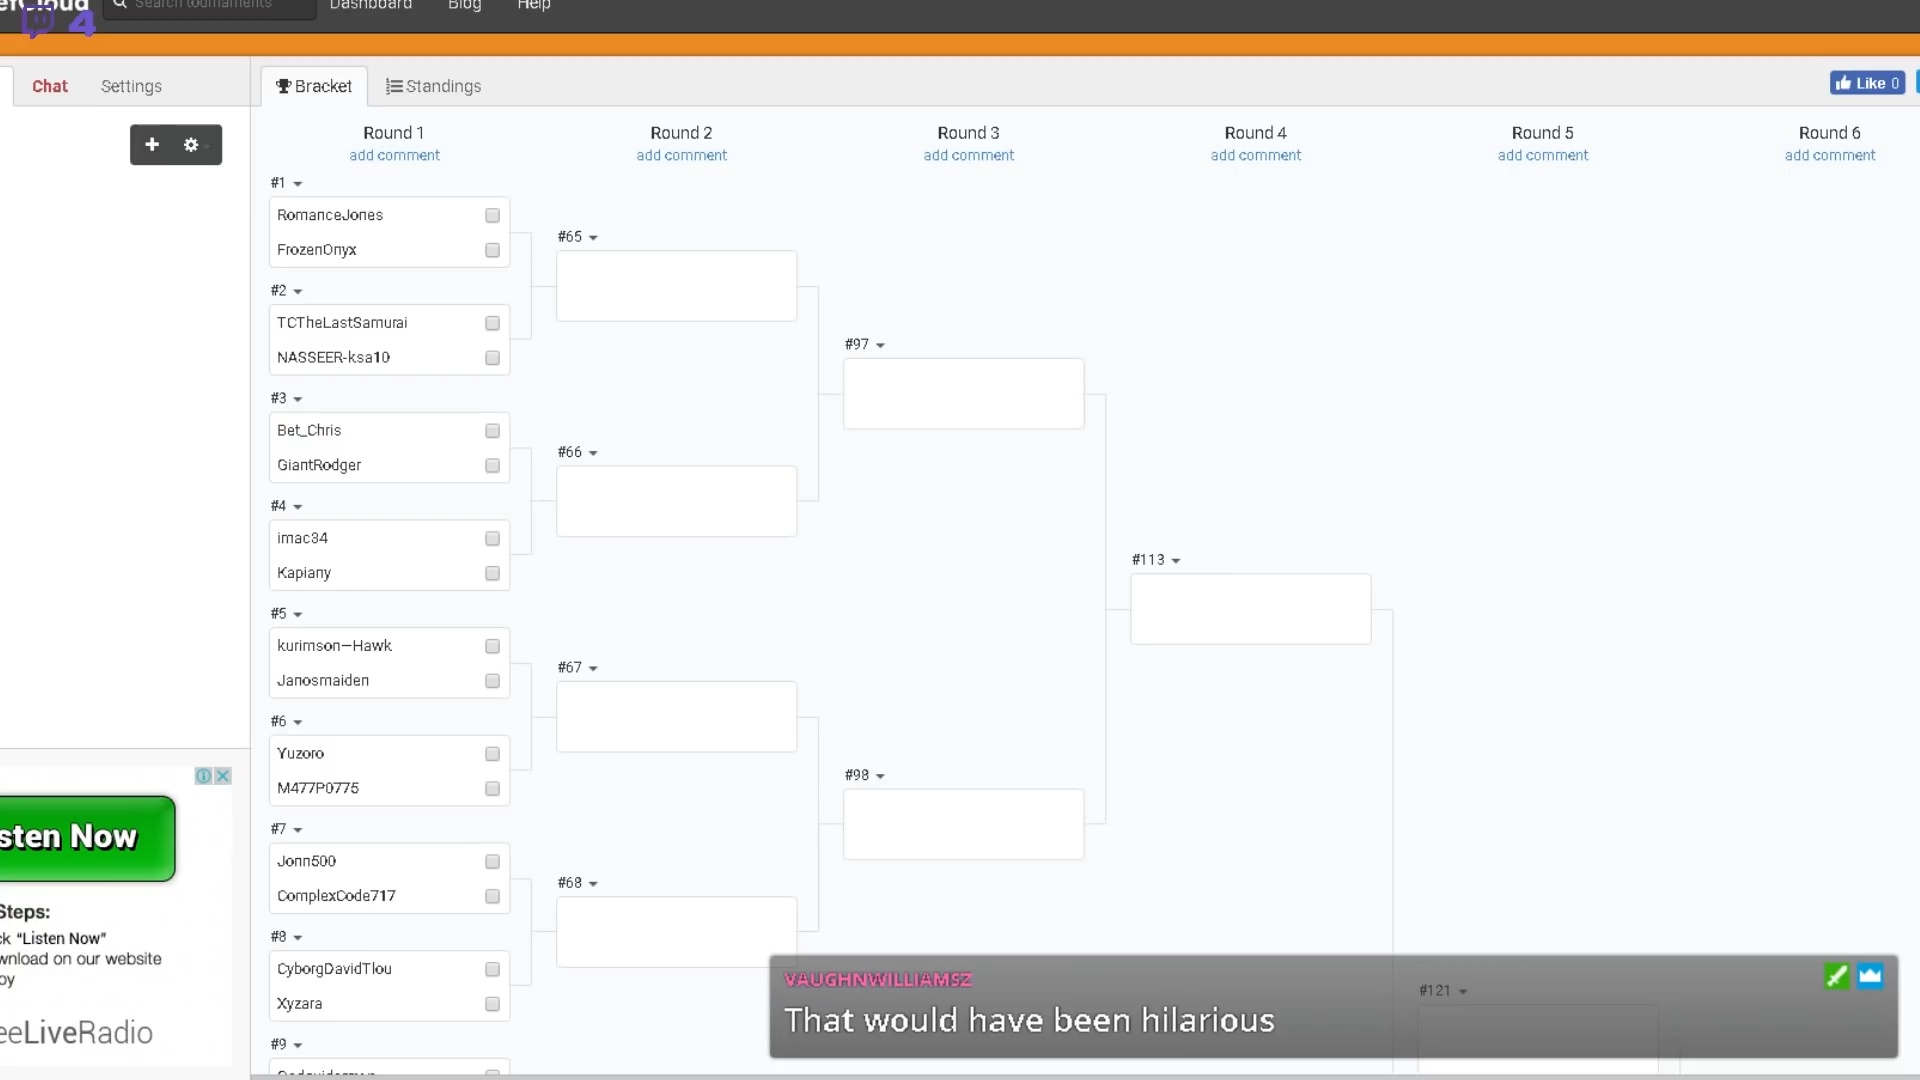 Search tournaments
Dashboard
Blog
Help
4
Chat
Settings
Bracket
Standings
Like 0
Round 1
add comment
Round 2
add comment
Round 3
add comment
Round 4
add comment
Round 5
add comment
Round 6
add comment
#1
RomanceJones
FrozenOnyx
#2
TCTheLastSamurai
NASSEER-ksa10
#3
Bet_Chris
GiantRodger
#4
imac34
Kapiany
#5
kurimson—Hawk
Janosmaiden
#6
Yuzoro
M477P0775
#7
Jonn500
ComplexCode717
#8
CyborgDavidTlou
Xyzara
#9
#65
#66
#67
#68
#97
#98
#113
#121
sten Now
Steps:
ck “Listen Now”
wnload on our website
oy
eeLiveRadio
VAUGHNWILLIAMSZ
That would have been hilarious